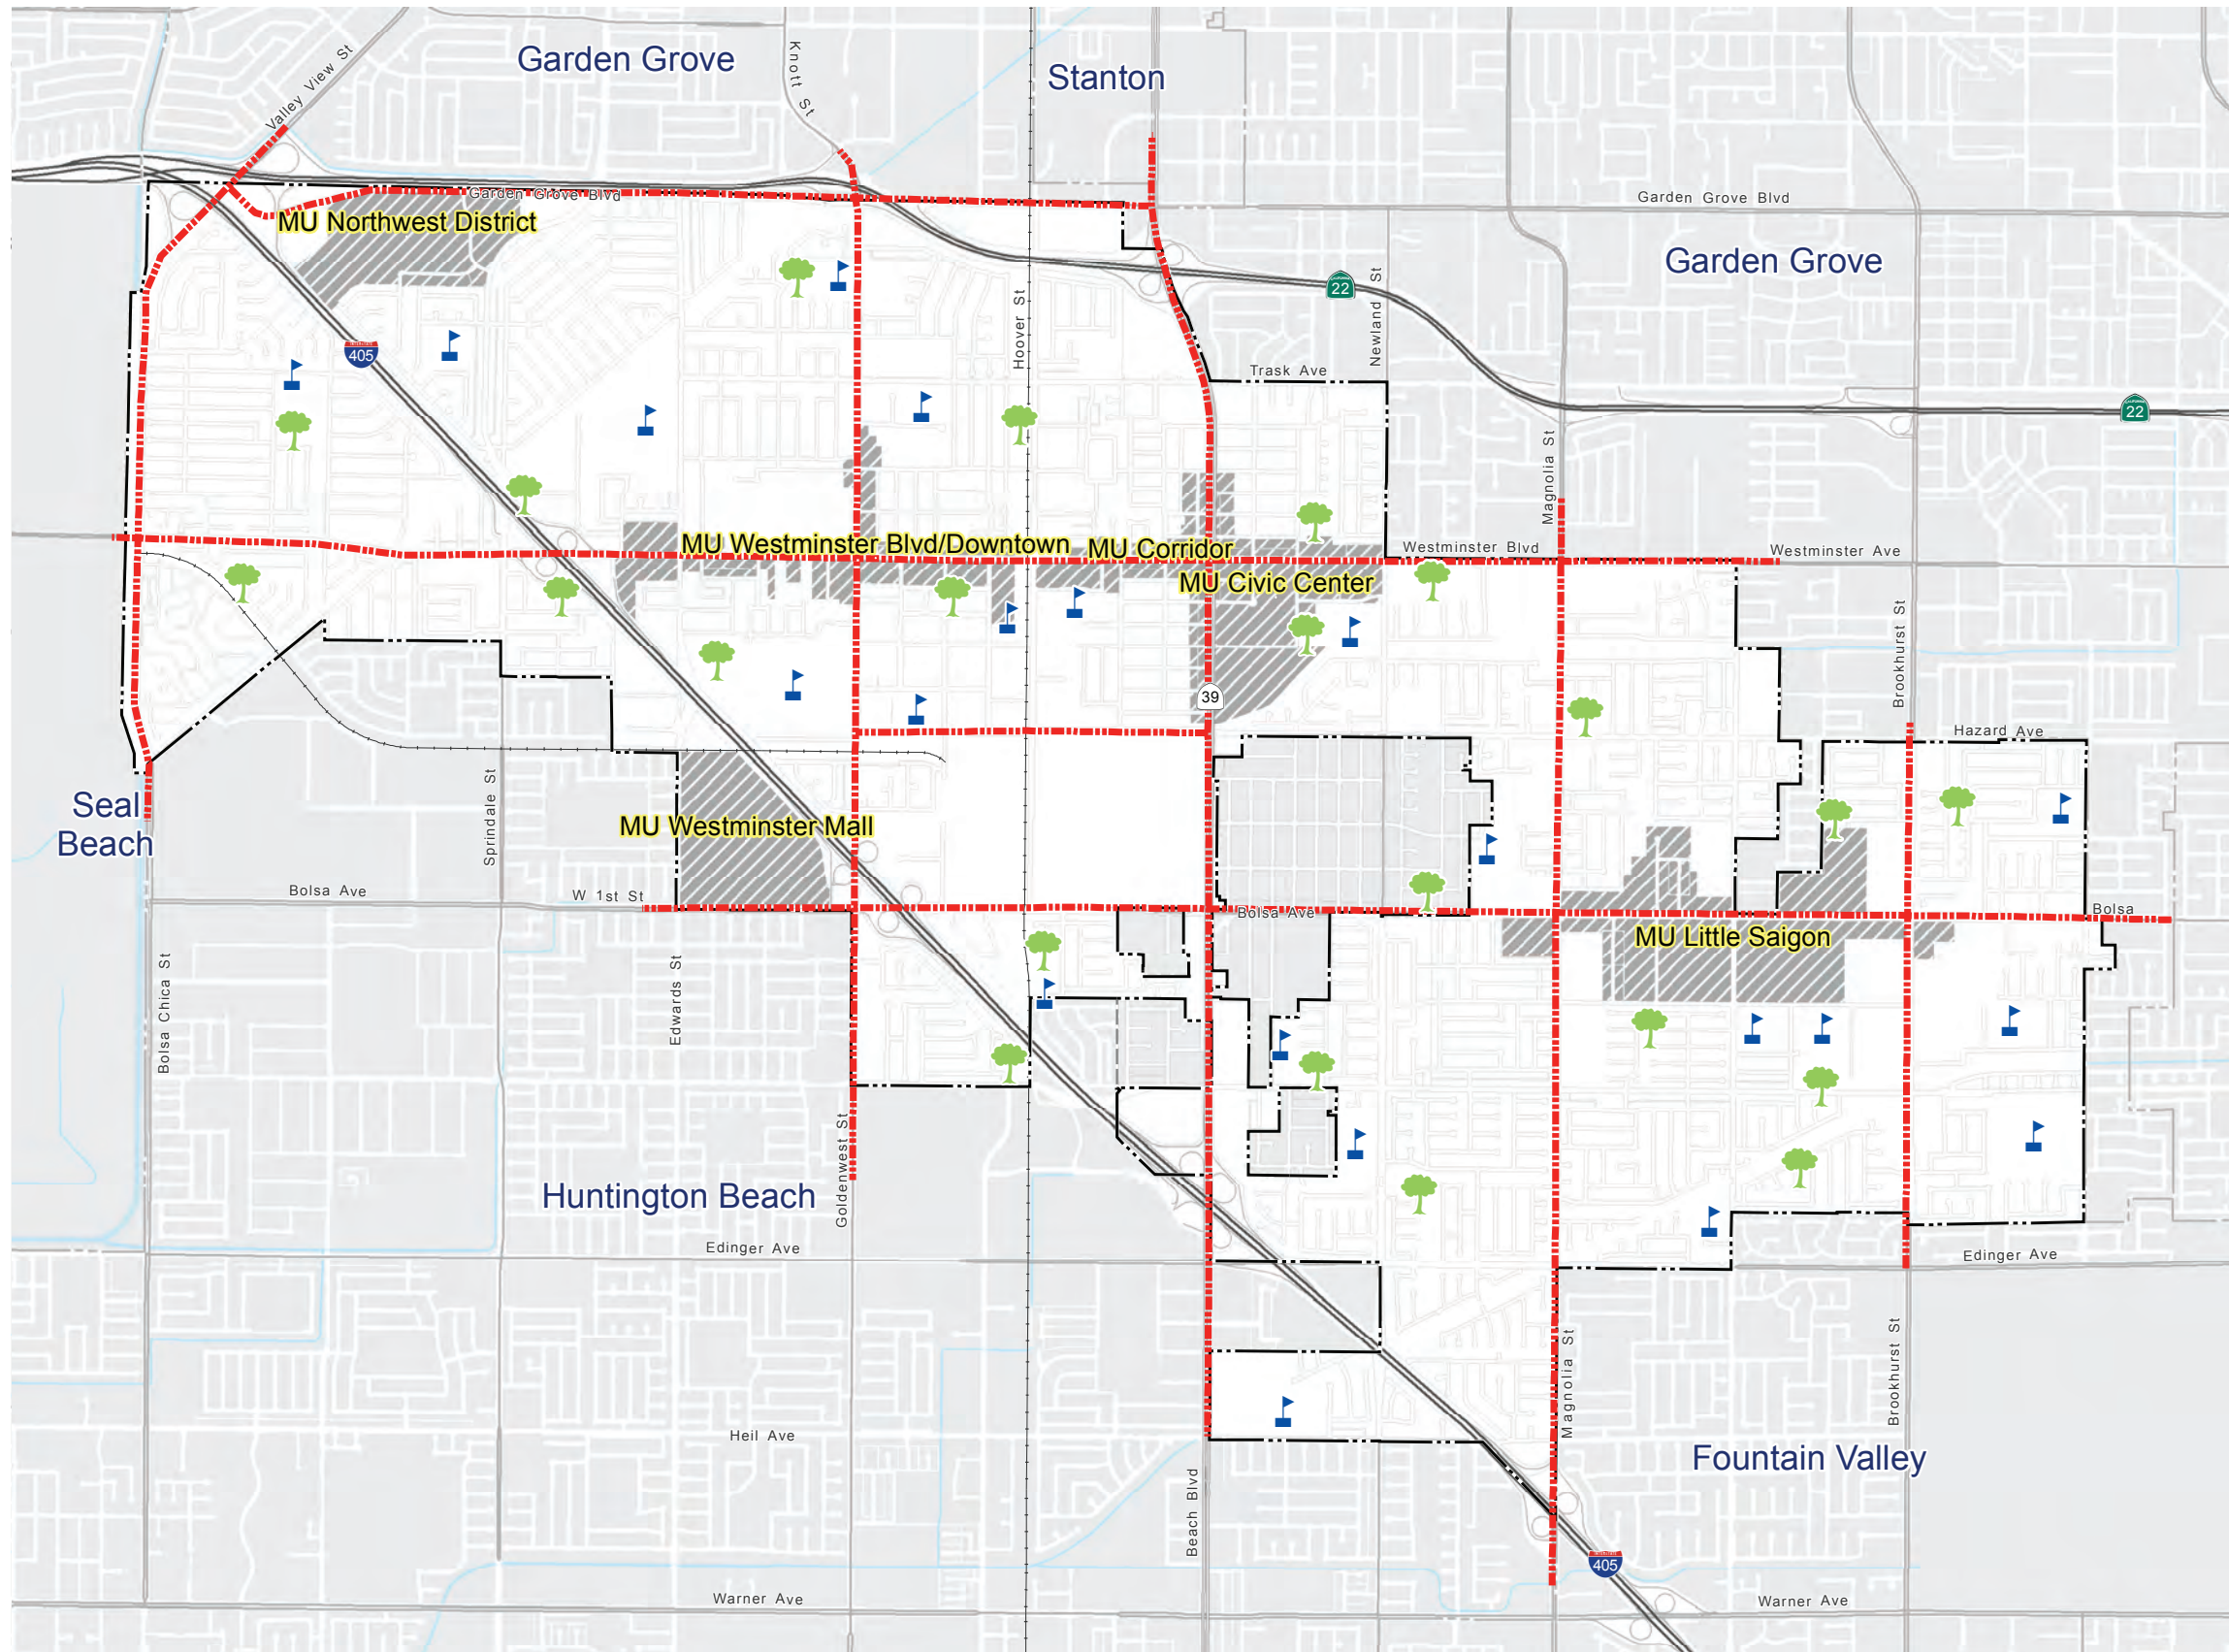 Garden Grove
Stanton
Valley View St
Knott St
Garden Grove Blvd
Garden Grove Blvd
MU Northwest District
Garden Grove
22
Newland St
Hoover St
405
Trask Ave
22
Magnolia St
MU Westminster Blvd/Downtown
MU Corridor
Westminster Blvd
Westminster Ave
MU Civic Center
Brookhurst St
39
Hazard Ave
Seal
Beach
Sprindale St
MU Westminster Mall
Bolsa Ave
W 1st St
Bolsa Ave
Bolsa
MU Little Saigon
Bolsa Chica St
Edwards St
Goldenwest St
Huntington Beach
Edinger Ave
Edinger Ave
Magnolia St
Brookhurst St
Heil Ave
Fountain Valley
Beach Blvd
405
Warner Ave
Warner Ave